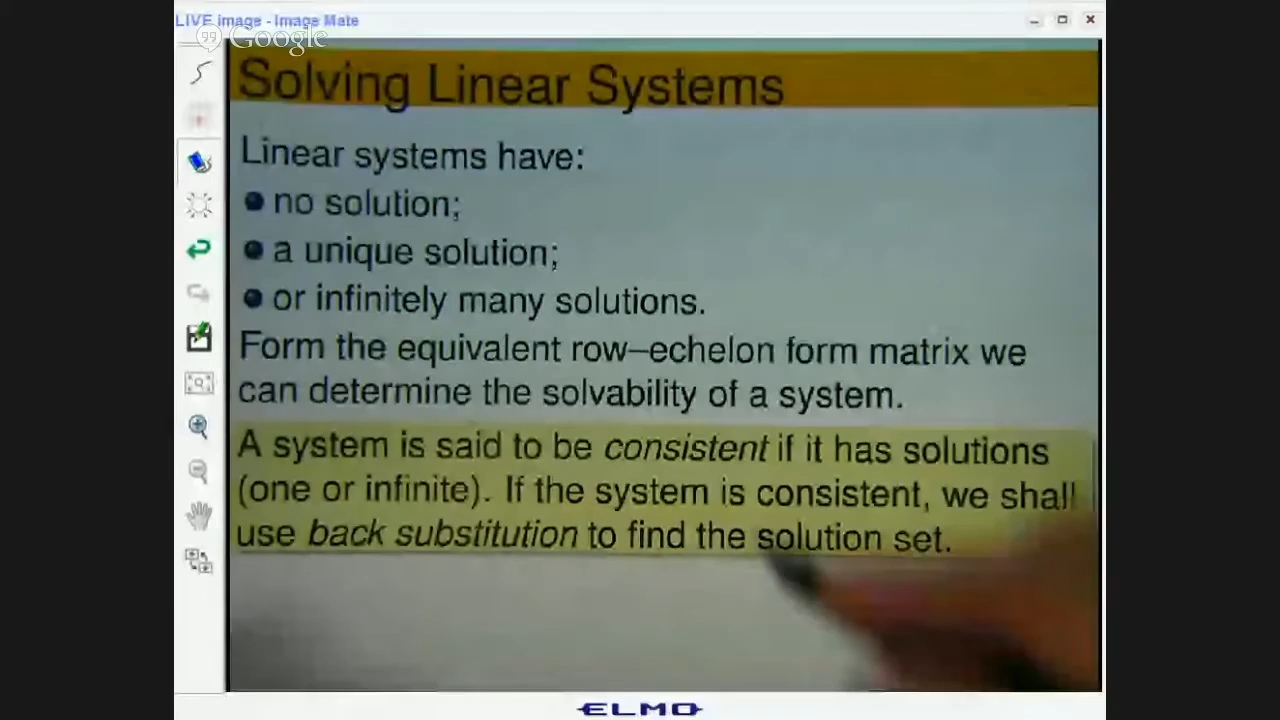 LIVE image - Image Mate
Google
Solving Linear Systems
Linear systems have:
no solution;
a unique solution;
or infinitely many solutions.
Form the equivalent row–echelon form matrix we
can determine the solvability of a system.
A system is said to be consistent if it has solutions
(one or infinite). If the system is consistent, we shall
use back substitution to find the solution set.
ELMO